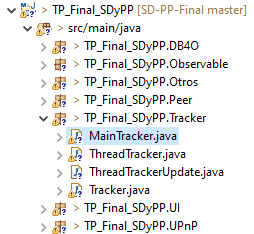 TP_Final_SDyPP [SD-PP-Final master]
src/main/java
TP_Final_SDyPP.DB4O
TP_Final_SDyPP.Observable
TP_Final_SDyPP.Otros
TP_Final_SDyPP.Peer
TP_Final_SDyPP.Tracker
MainTracker.java
ThreadTracker.java
ThreadTrackerUpdate.java
Tracker.java
TP_Final_SDyPP.UI
TP_Final_SDyPP.UPnP